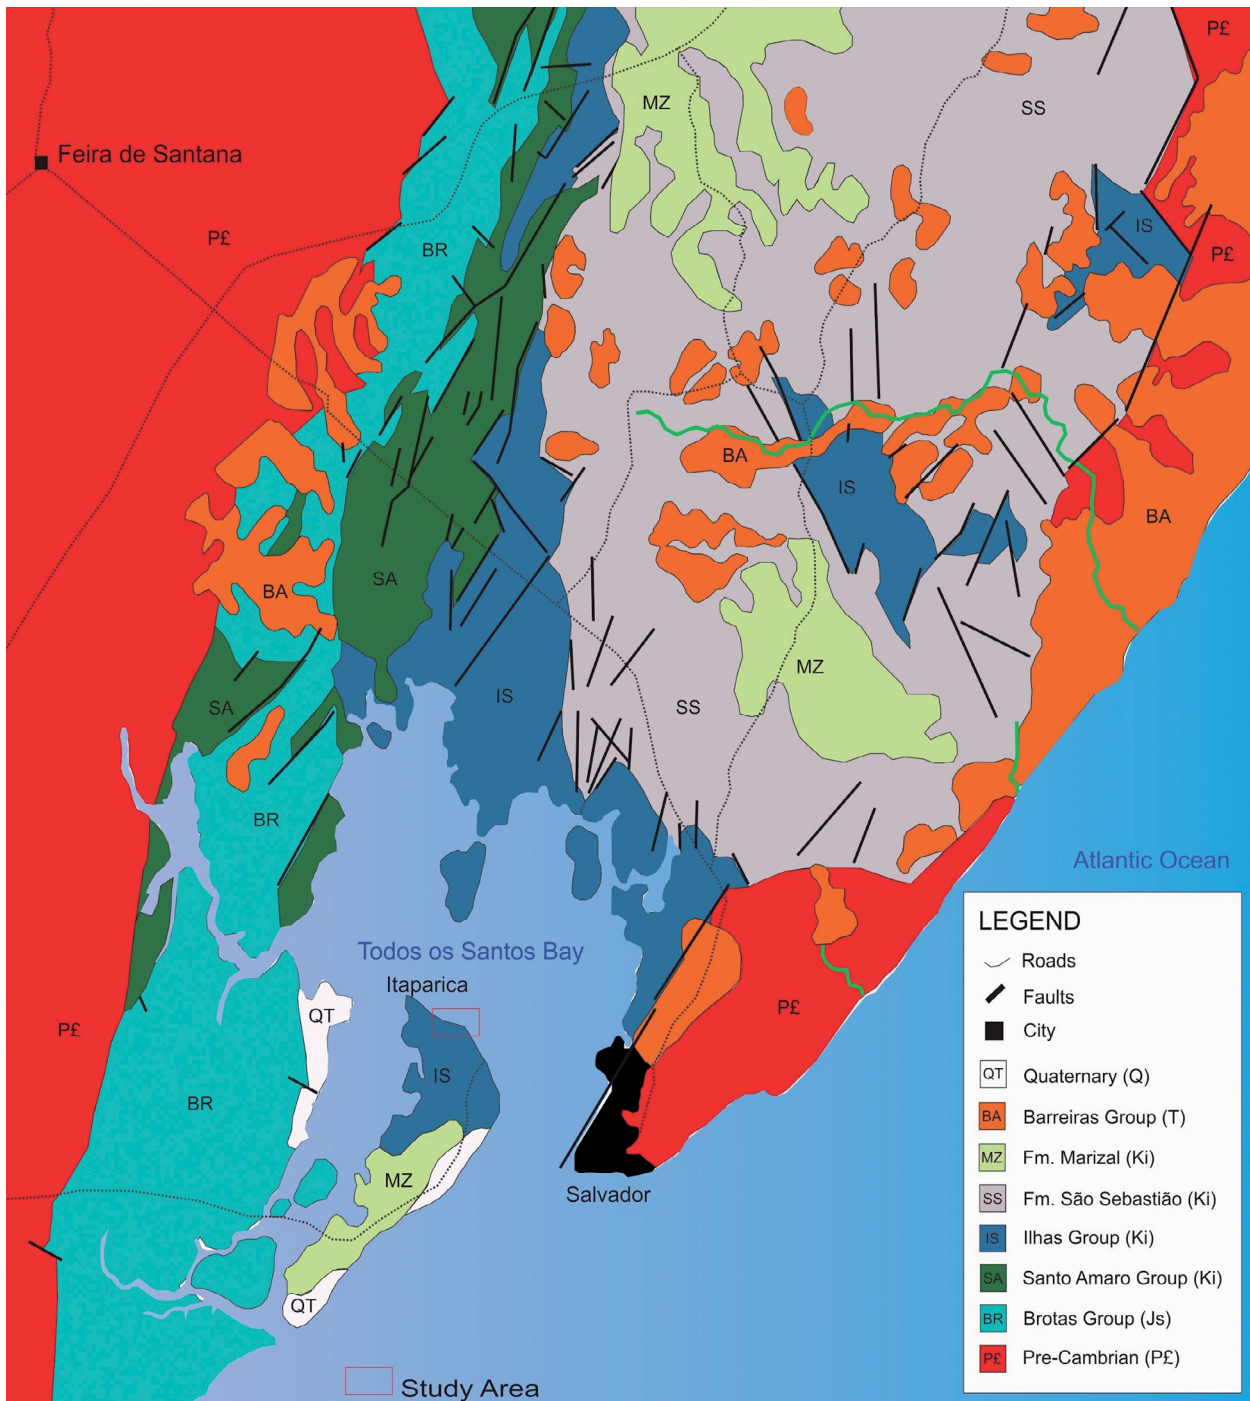 P£
MZ
SS
Feira de Santana
P£
BR
IS
P£
BA
IS
BA
SA
BA
IS
MZ
SA
SS
BR
Atlantic Ocean
Todos os Santos Bay
Itaparica
QT
P£
P£
IS
BR
MZ
Salvador
QT
Study Area
LEGEND
Roads
Faults
City
QT Quaternary (Q)
BA Barreiras Group (T)
MZ Fm. Marizal (Ki)
SS Fm. São Sebastião (Ki)
IS Ilhas Group (Ki)
SA Santo Amaro Group (Ki)
BR Brotas Group (Js)
P£ Pre-Cambrian (P£)